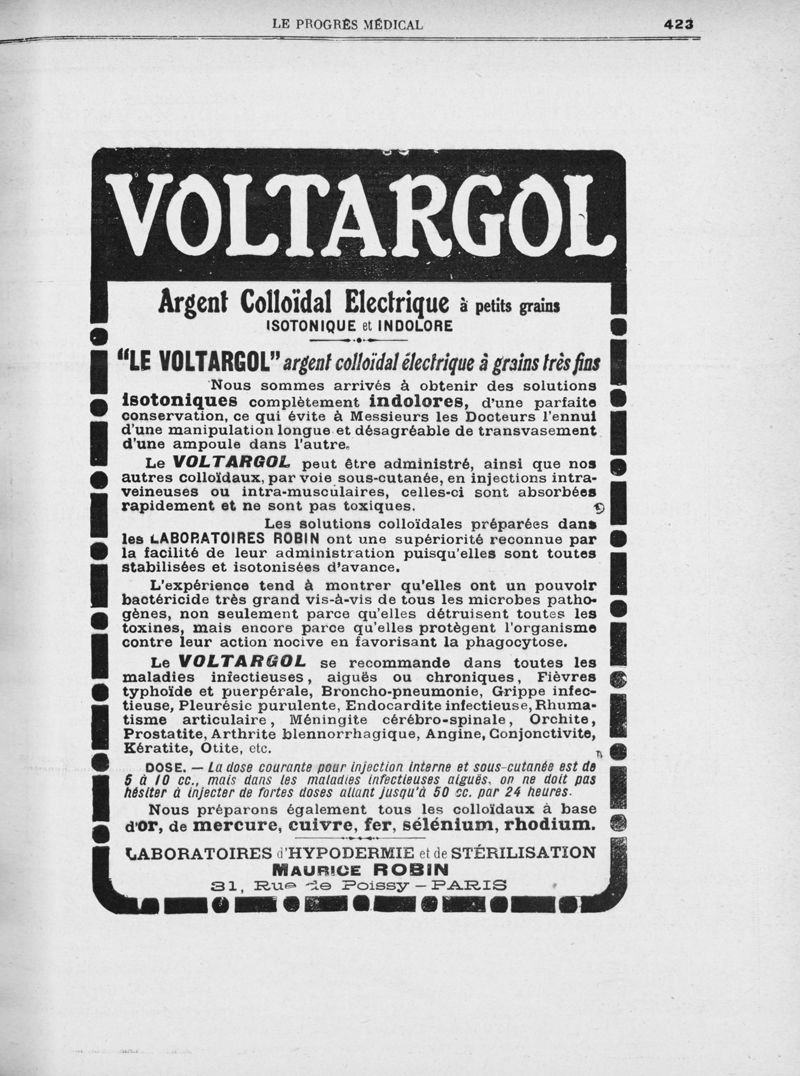 LE PROGRÈS MÉDICAL 423
VOLTARGOL
Argent Colloïdal Electrique à petits grains
ISOTONIQUE et INDOLORE
"LE VOLTARGOL" argent colloïdal électrique à grains très fins
Nous sommes arrivés à obtenir des solutions
isotoniques complètement indolores, d'une parfaite
conservation, ce qui évite à Messieurs les Docteurs l'ennui
d'une manipulation longue et désagréable de transvasement
d'une ampoule dans l'autre.
Le VOLTARGOL peut être administré, ainsi que nos
autres colloïdaux, par voie sous-cutanée, en injections intra-
veineuses ou intra-musculaires, celles-ci sont absorbées
rapidement et ne sont pas toxiques.
Les solutions colloïdales préparées dans
les LABORATOIRES ROBIN ont une supériorité reconnue par
la facilité de leur administration puisqu'elles sont toutes
stabilisées et isotonisées d'avance.
L'expérience tend à montrer qu'elles ont un pouvoir
bactéricide très grand vis-à-vis de tous les microbes patho-
gènes, non seulement parce qu'elles détruisent toutes les
toxines, mais encore parce qu'elles protègent l'organisme
contre leur action nocive en favorisant la phagocytose.
Le VOLTARGOL se recommande dans toutes les
maladies infectieuses, aiguës ou chroniques, Fièvres
typhoïde et puerpérale, Broncho-pneumonie, Grippe infec-
tieuse, Pleurésie purulente, Endocardite infectieuse, Rhuma-
tisme articulaire, Méningite cérébro-spinale, Orchite,
Prostatite, Arthrite blennorrhagique, Angine, Conjonctivite,
Kératite, Otite, etc.
DOSE. — La dose courante pour injection interne et sous-cutanée est de
5 à 10 cc., mais dans les maladies infectieuses aiguës, on ne doit pas
hésiter à injecter de fortes doses allant jusqu'à 50 cc. par 24 heures.
Nous préparons également tous les colloïdaux à base
d'or, de mercure, cuivre, fer, sélénium, rhodium.
LABORATOIRES d'HYPODERMIE et de STÉRILISATION
MAURICE ROBIN
31, Rue de Poissy — PARIS